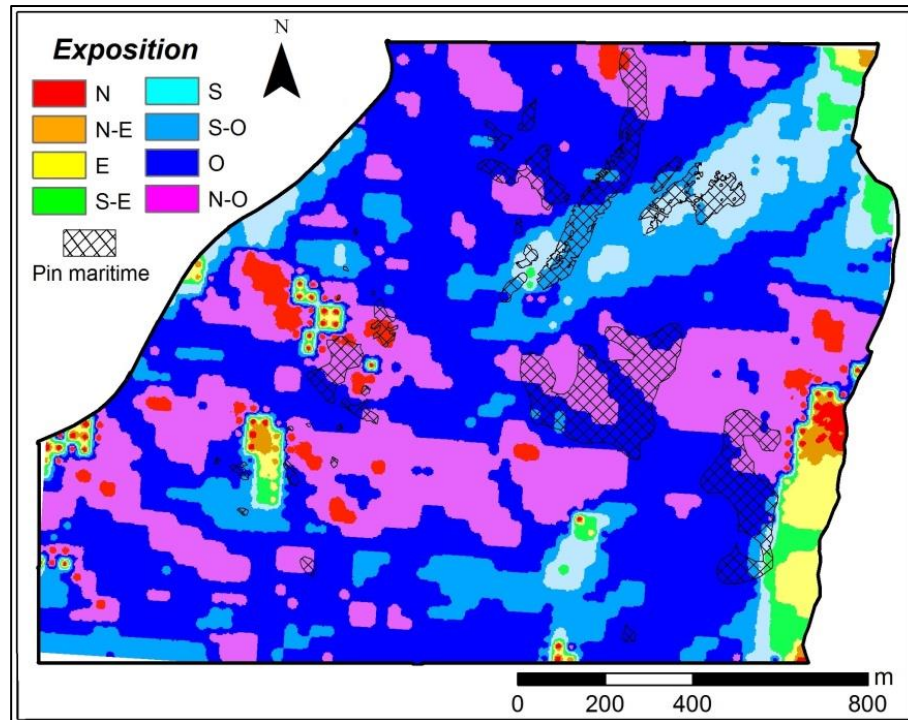 N
Exposition
N S
N-E S-O
E O
S-E N-O
Pin maritime
m
0 200 400 800